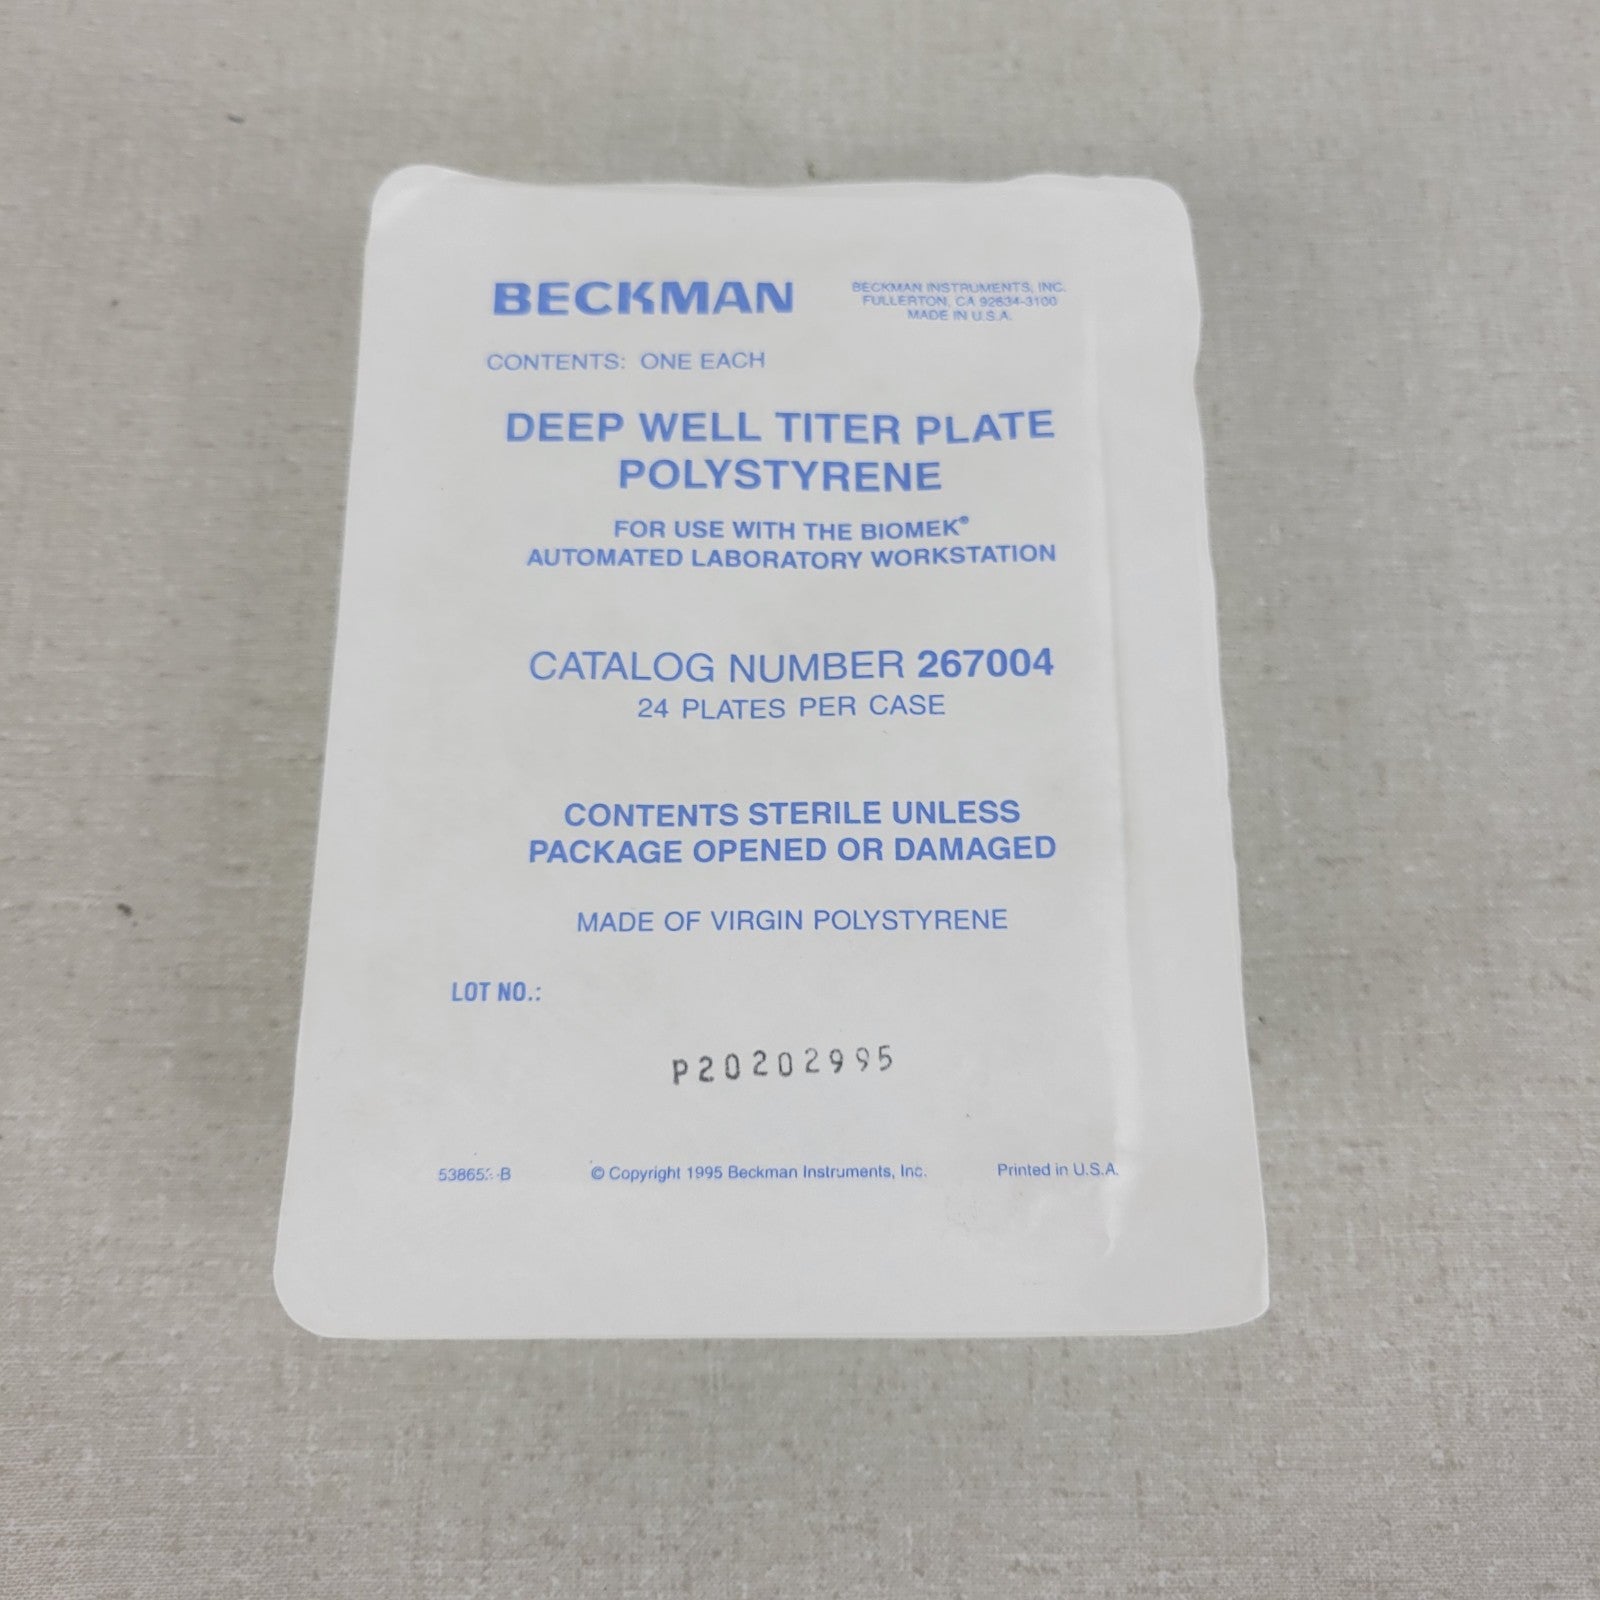 BECKMAN
BECKMAN INSTRUMENTS, INC.
FULLERTON, CA 92634-3100
MADE IN U.S.A.
CONTENTS: ONE EACH
DEEP WELL TITER PLATE
POLYSTYRENE
FOR USE WITH THE BIOMEK®
AUTOMATED LABORATORY WORKSTATION
CATALOG NUMBER 267004
24 PLATES PER CASE
CONTENTS STERILE UNLESS
PACKAGE OPENED OR DAMAGED
MADE OF VIRGIN POLYSTYRENE
LOT NO.:
P20202995
© Copyright 1995 Beckman Instruments, Inc.
Printed in U.S.A.